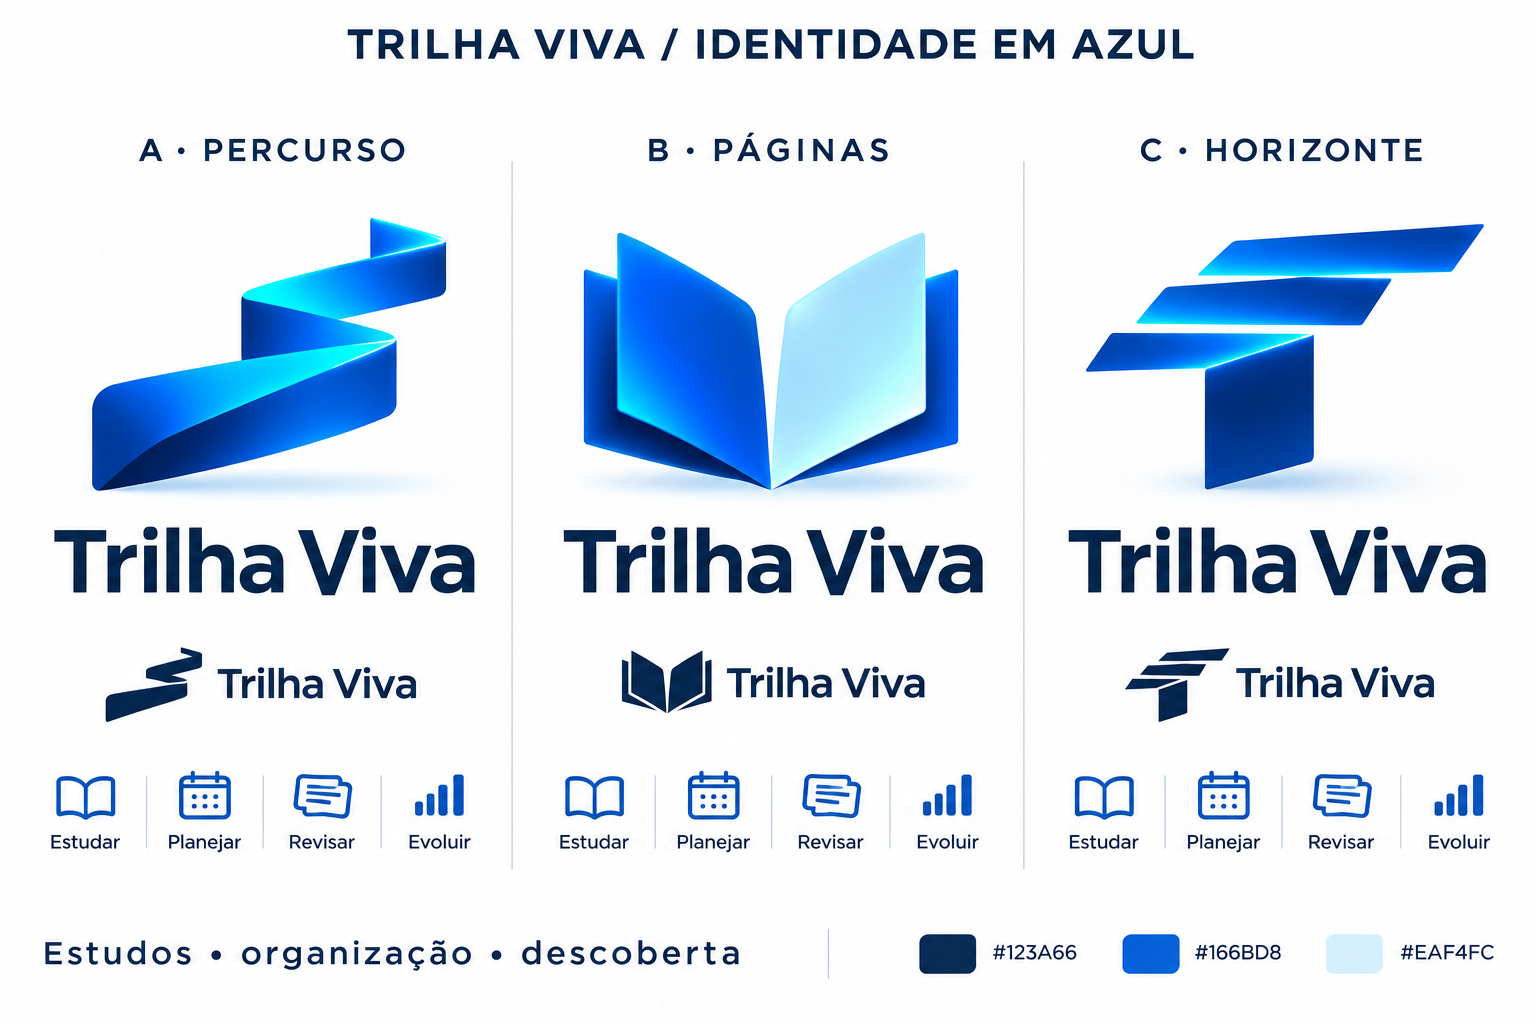 TRILHA VIVA / IDENTIDADE EM AZUL
A • PERCURSO
Trilha Viva
Trilha Viva
Estudar
Planejar
Revisar
Evoluir
B • PÁGINAS
Trilha Viva
Trilha Viva
Estudar
Planejar
Revisar
Evoluir
C • HORIZONTE
Trilha Viva
Trilha Viva
Estudar
Planejar
Revisar
Evoluir
Estudos • organização • descoberta
#123A66
#166BD8
#EAF4FC